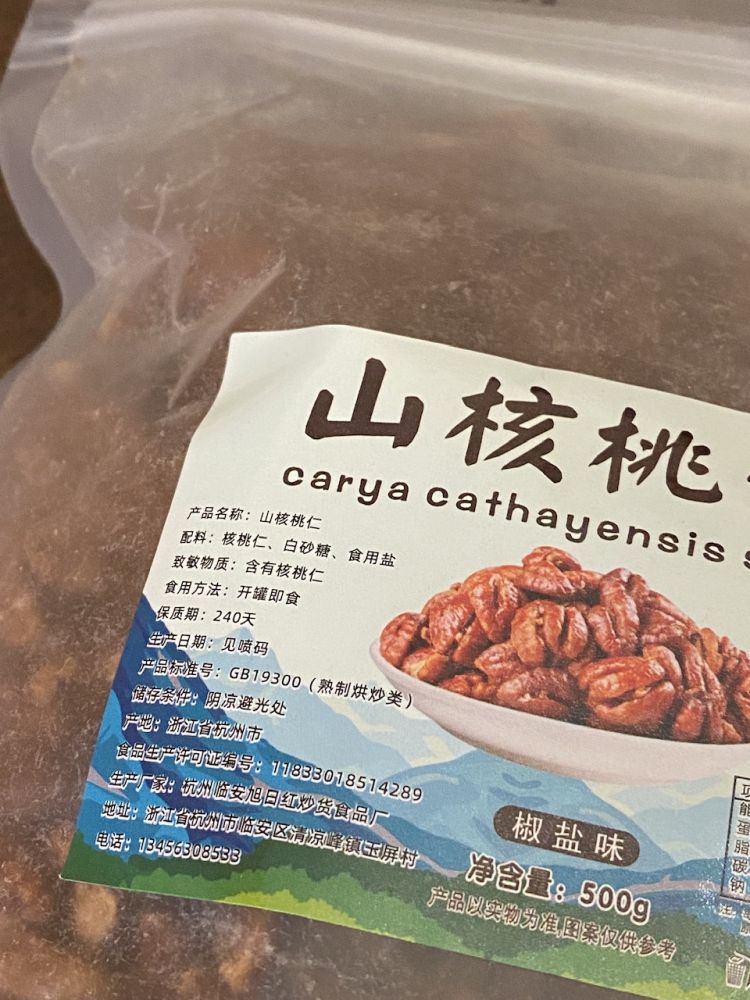 山核桃
carya cathayensis s
产品名称：山核桃仁
配料：核桃仁、白砂糖、食用盐
致敏物质：含有核桃仁
食用方法：开罐即食
保质期：240天
生产日期：见喷码
产品标准号：GB19300（熟制烘炒类）
储存条件：阴凉避光处
产地：浙江省杭州市
食品生产许可证编号：11833018514289
生产厂家：杭州临安旭日红炒货食品厂
地址：浙江省杭州市临安区清凉峰镇玉屏村
电话：13456308533
椒盐味
净含量：500g
产品以实物为准,图案仅供参考
项
能
蛋
脂
碳
钠
注